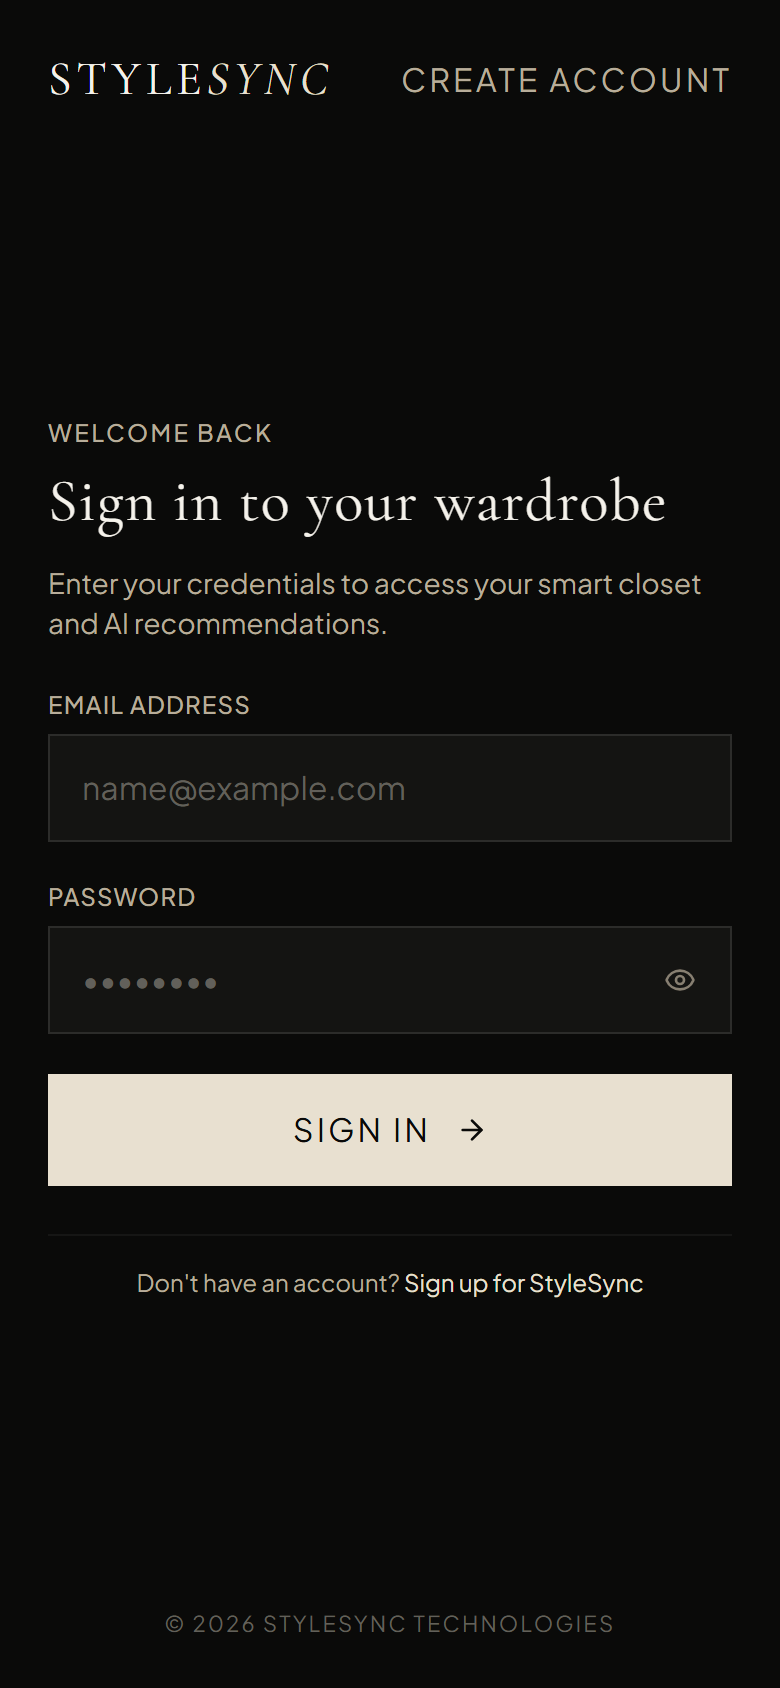 STYLESYNC
CREATE ACCOUNT
WELCOME BACK
Sign in to your wardrobe
Enter your credentials to access your smart closet
and AI recommendations.
EMAIL ADDRESS
name@example.com
PASSWORD
••••••••
SIGN IN →
Don't have an account? Sign up for StyleSync
© 2026 STYLESYNC TECHNOLOGIES